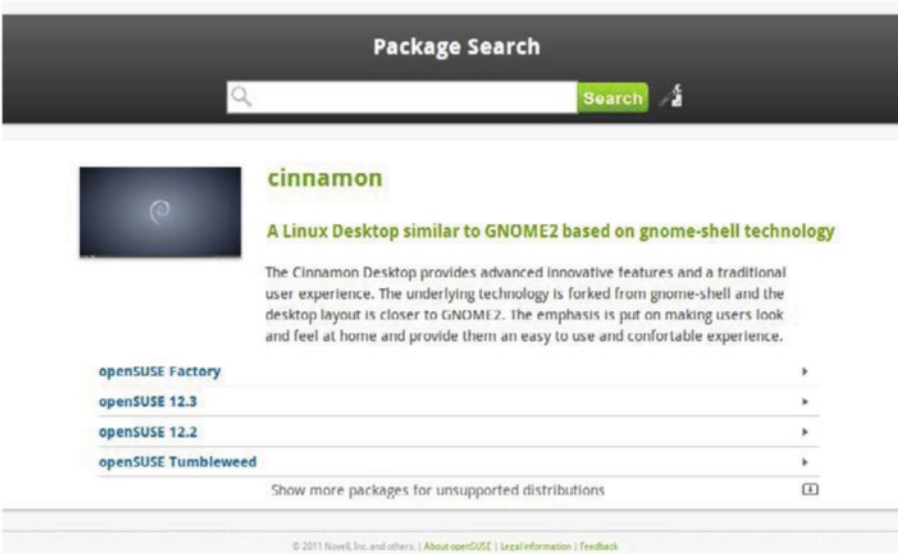 Package Search
Search
cinnamon
A Linux Desktop similar to GNOME2 based on gnome-shell technology
The Cinnamon Desktop provides advanced innovative features and a traditional
user experience. The underlying technology is forked from gnome-shell and the
desktop layout is closer to GNOME2. The emphasis is put on making users look
and feel at home and provide them an easy to use and confortable experience.
openSUSE Factory
openSUSE 12.3
openSUSE 12.2
openSUSE Tumbleweed
Show more packages for unsupported distributions
© 2011 Novell, Inc. and others. | About openSUSE | Legal information | Feedback